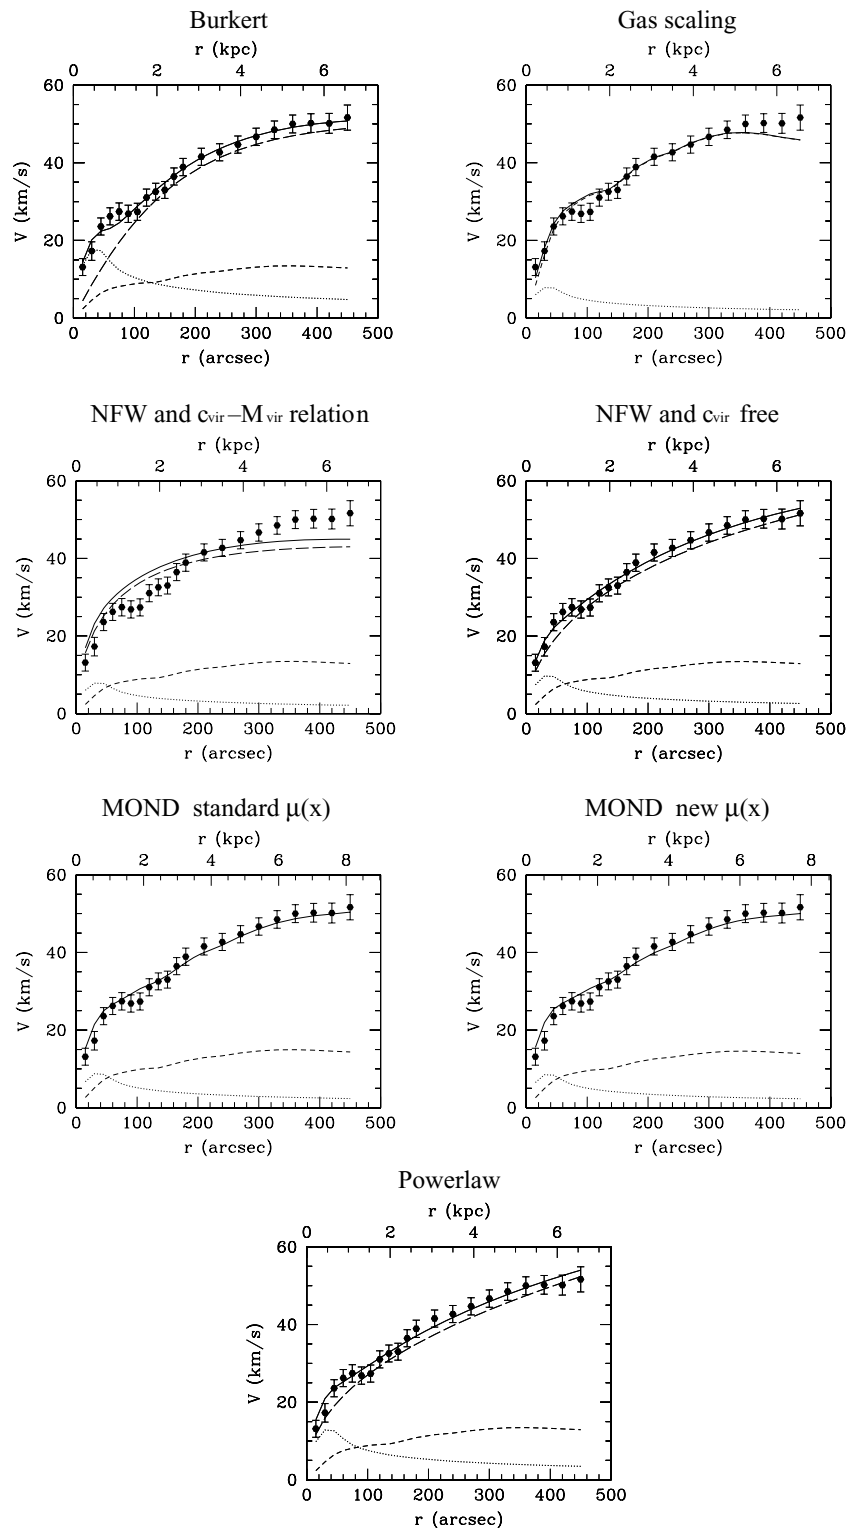 Burkert
r (kpc)
0 2 4 6
60
40
20
0
V (km/s)
0 100 200 300 400 500
r (arcsec)
Gas scaling
r (kpc)
0 2 4 6
60
40
20
0
V (km/s)
0 100 200 300 400 500
r (arcsec)
NFW and cvir–Mvir relation
r (kpc)
0 2 4 6
60
40
20
0
V (km/s)
0 100 200 300 400 500
r (arcsec)
NFW and cvir free
r (kpc)
0 2 4 6
60
40
20
0
V (km/s)
0 100 200 300 400 500
r (arcsec)
MOND standard μ(x)
r (kpc)
0 2 4 6 8
60
40
20
0
V (km/s)
0 100 200 300 400 500
r (arcsec)
MOND new μ(x)
r (kpc)
0 2 4 6 8
60
40
20
0
V (km/s)
0 100 200 300 400 500
r (arcsec)
Powerlaw
r (kpc)
0 2 4 6
60
40
20
0
V (km/s)
0 100 200 300 400 500
r (arcsec)